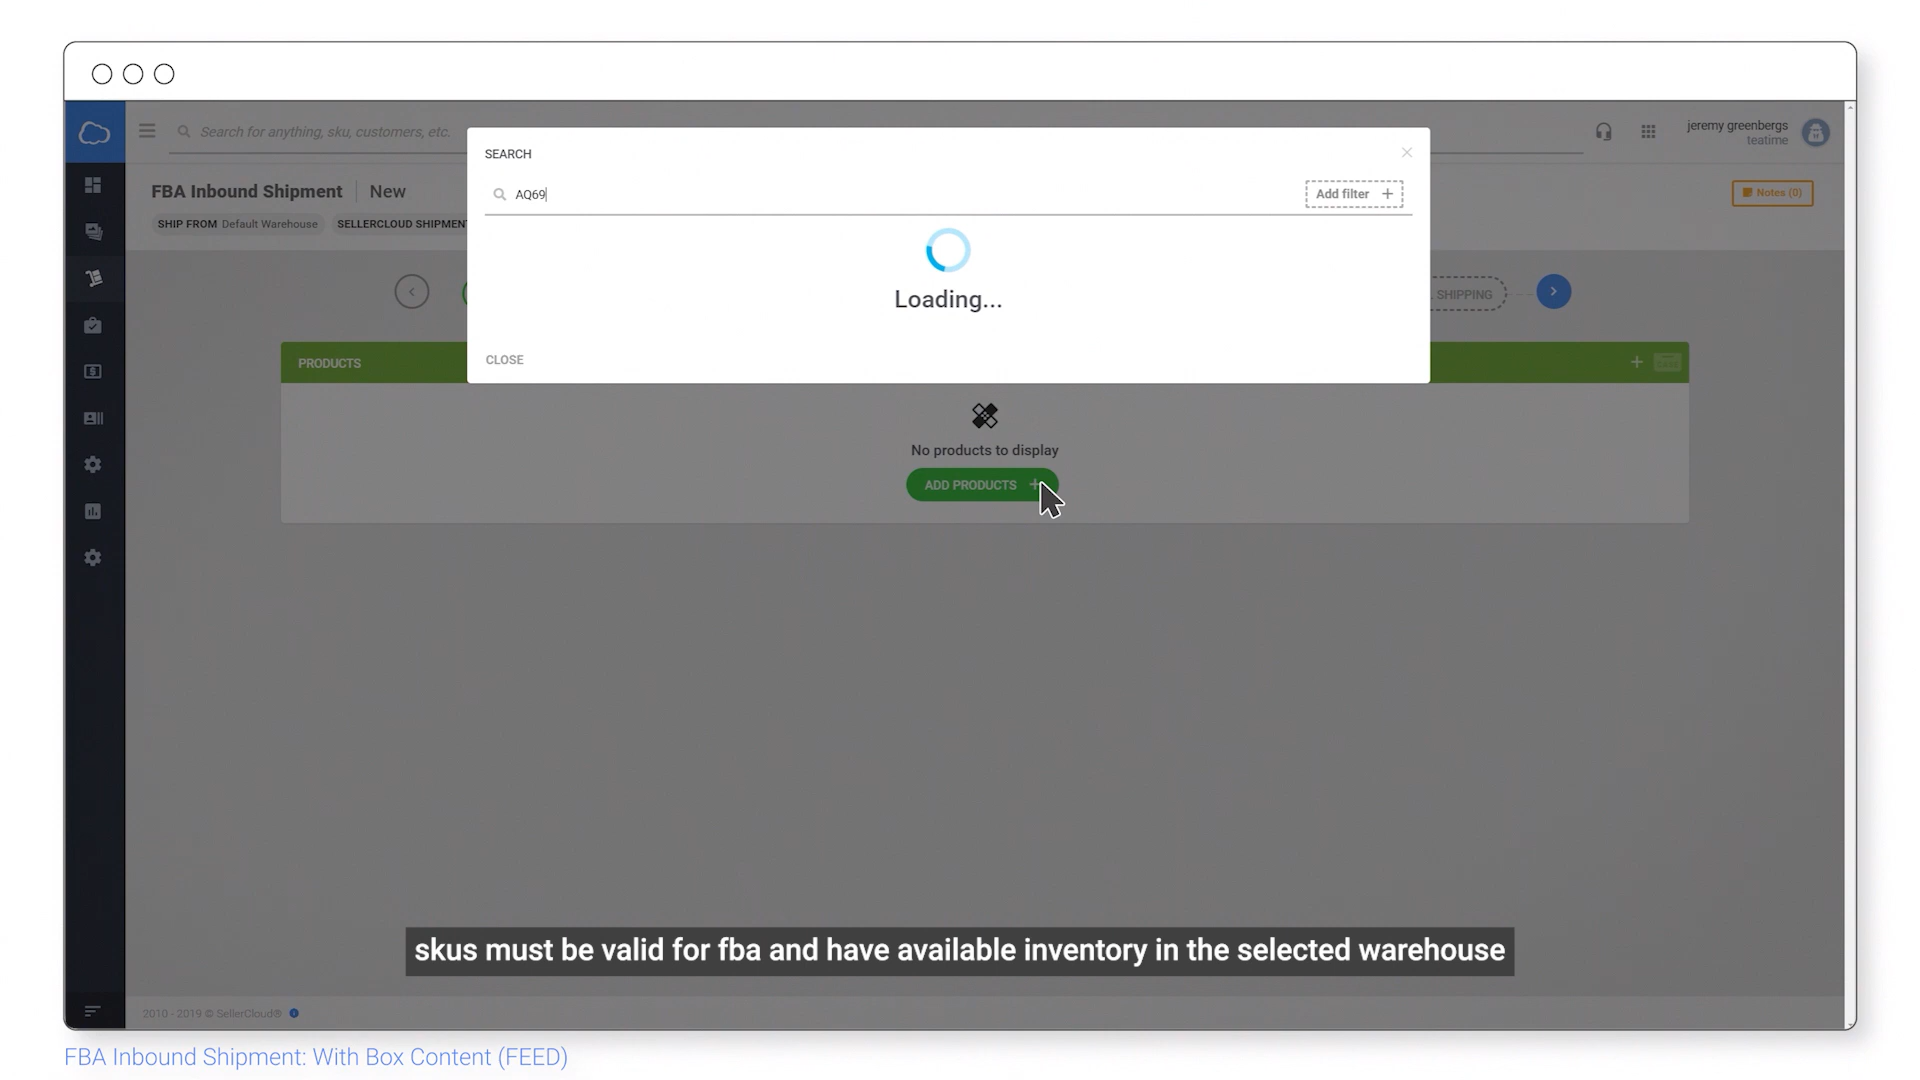 Search for anything, sku, customers, etc.
jeremy greenbergs
teatime
SEARCH
AQ69
Add filter +
FBA Inbound Shipment | New
Notes (0)
SHIP FROM Default Warehouse
SELLERCLOUD SHIPMENT
Loading...
SHIPPING
CLOSE
PRODUCTS
No products to display
ADD PRODUCTS +
skus must be valid for fba and have available inventory in the selected warehouse
2010 - 2019 © SellerCloud®
FBA Inbound Shipment: With Box Content (FEED)